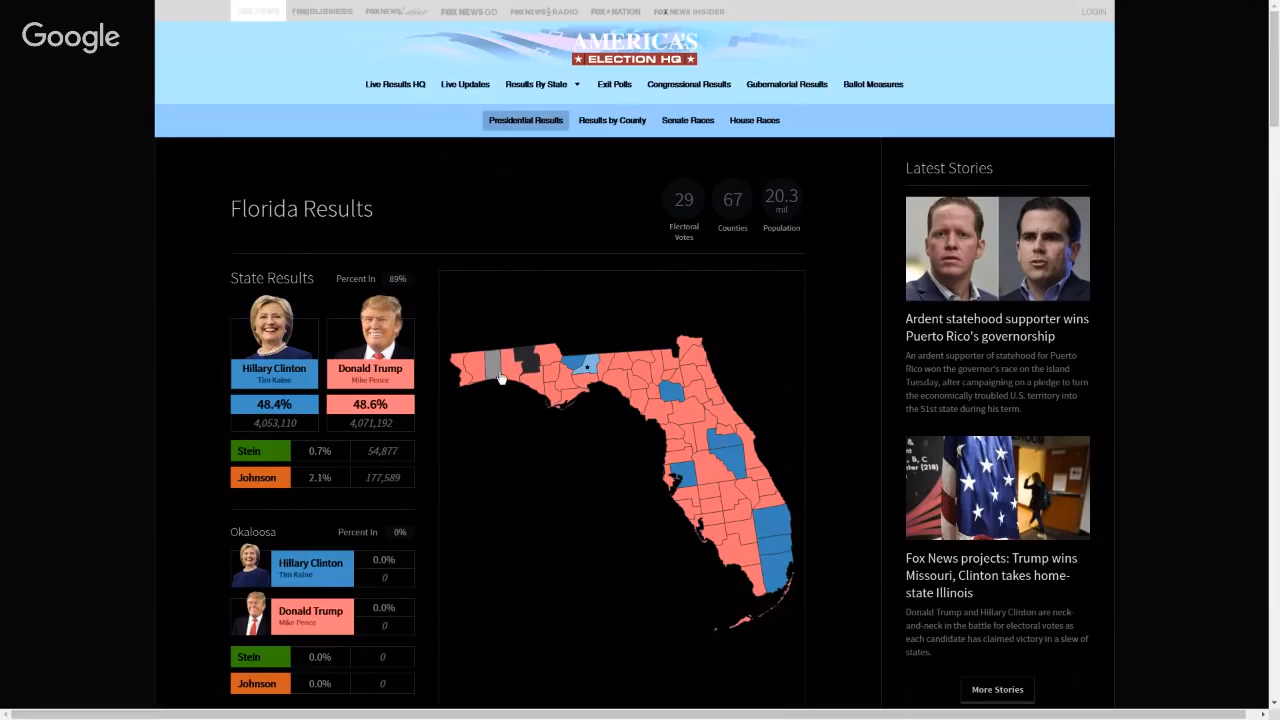 FOX NEWS
FOX BUSINESS
FOX NEWS Latino
FOX NEWS GO
FOX NEWS RADIO
FOX NATION
FOX NEWS INSIDER
LOGIN
Google
AMERICA'S
ELECTION HQ
Live Results HQ
Live Updates
Results By State
Exit Polls
Congressional Results
Gubernatorial Results
Ballot Measures
Presidential Results
Results by County
Senate Races
House Races
Florida Results
29
Electoral
Votes
67
Counties
20.3
mil
Population
State Results
Percent In
89%
Hillary Clinton
Tim Kaine
48.4%
4,053,110
Donald Trump
Mike Pence
48.6%
4,071,192
Stein 0.7% 54,877
Johnson 2.1% 177,589
Okaloosa
Percent In
0%
Hillary Clinton
Tim Kaine
0.0%
0
Donald Trump
Mike Pence
0.0%
0
Stein 0.0% 0
Johnson 0.0% 0
Latest Stories
Ardent statehood supporter wins
Puerto Rico's governorship
An ardent supporter of statehood for Puerto
Rico won the governor's race in the island
Tuesday, after campaigning on a pledge to turn
the economically troubled U.S. territory into
the 51st state during his term.
B, C
(218)
Fox News projects: Trump wins
Missouri, Clinton takes home-
state Illinois
Donald Trump and Hillary Clinton are neck-
and-neck in the battle for electoral votes as
each candidate has claimed victory in a slew of
states.
More Stories